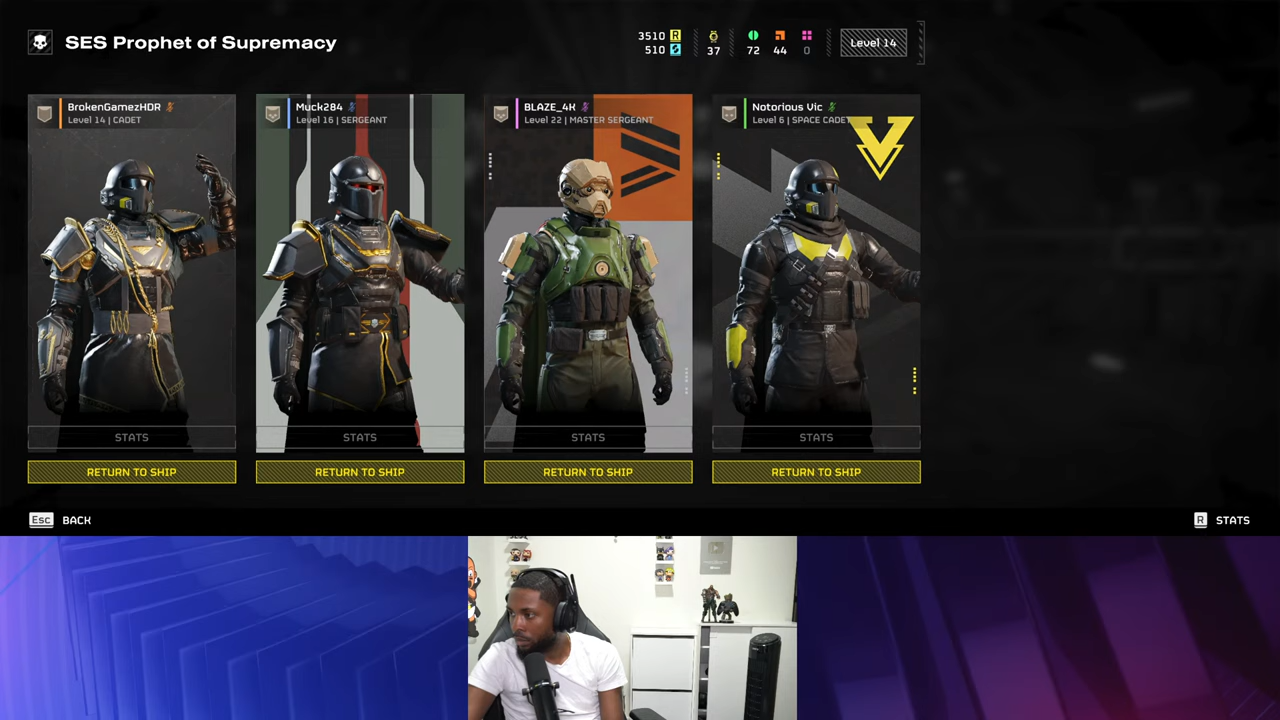 SES Prophet of Supremacy
3510 R
510 S
37
72
44
0
Level 14
BrokenGamezHDR
Level 14 | CADET
Muck284
Level 16 | SERGEANT
BLAZE_4K
Level 22 | MASTER SERGEANT
Notorious Vic
Level 6 | SPACE CADET
STATS
STATS
STATS
STATS
RETURN TO SHIP
RETURN TO SHIP
RETURN TO SHIP
RETURN TO SHIP
Esc BACK
R STATS